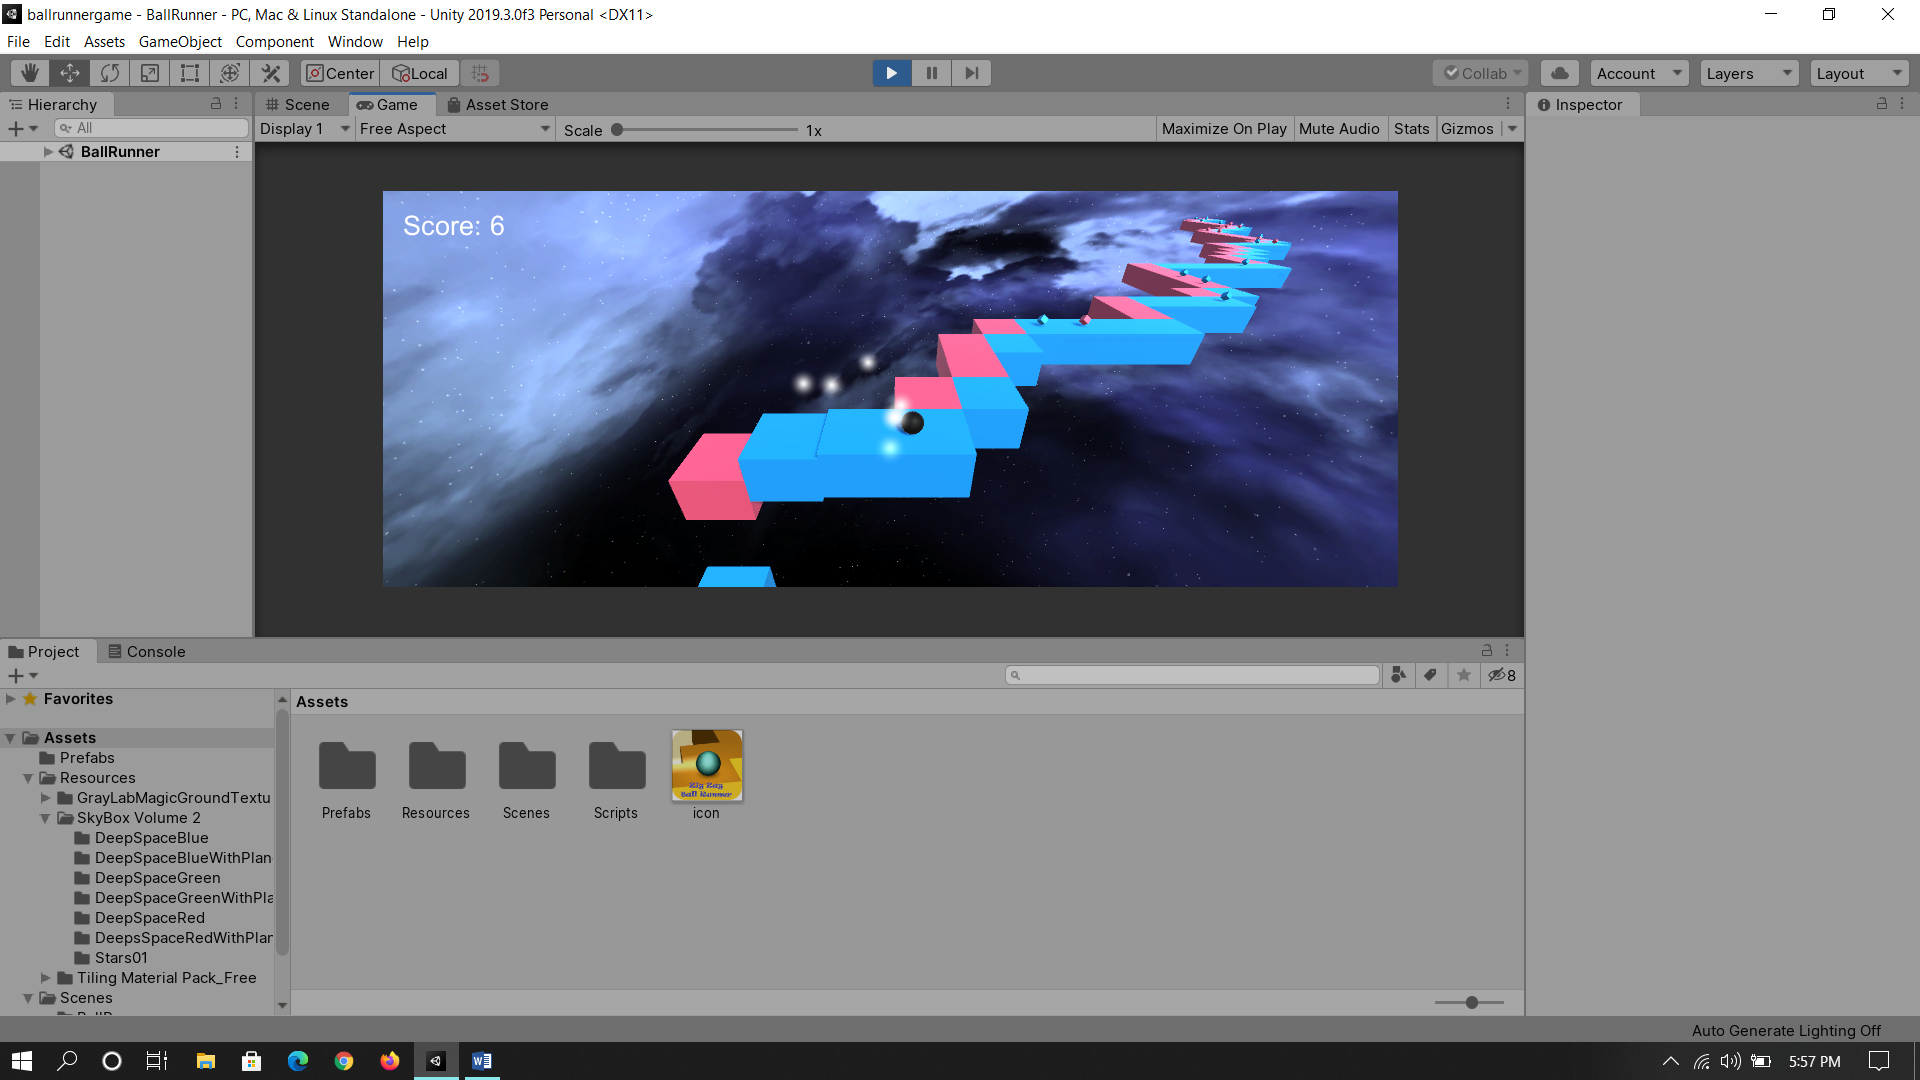 ballrunnergame - BallRunner - PC, Mac & Linux Standalone - Unity 2019.3.0f3 Personal <DX11>
File Edit Assets GameObject Component Window Help
Center Local Collab Account Layers Layout
Hierarchy
All
BallRunner
Scene Game Asset Store
Display 1 Free Aspect Scale 1x Maximize On Play Mute Audio Stats Gizmos
Score: 6
Inspector
Project Console
8
Favorites
Assets
Prefabs
Resources
GrayLabMagicGroundTextu
SkyBox Volume 2
DeepSpaceBlue
DeepSpaceBlueWithPlan
DeepSpaceGreen
DeepSpaceGreenWithPla
DeepSpaceRed
DeepsSpaceRedWithPlan
Stars01
Tiling Material Pack_Free
Scenes
Assets
Zig Zag
Ball Runner
Prefabs Resources Scenes Scripts icon
Auto Generate Lighting Off
5:57 PM